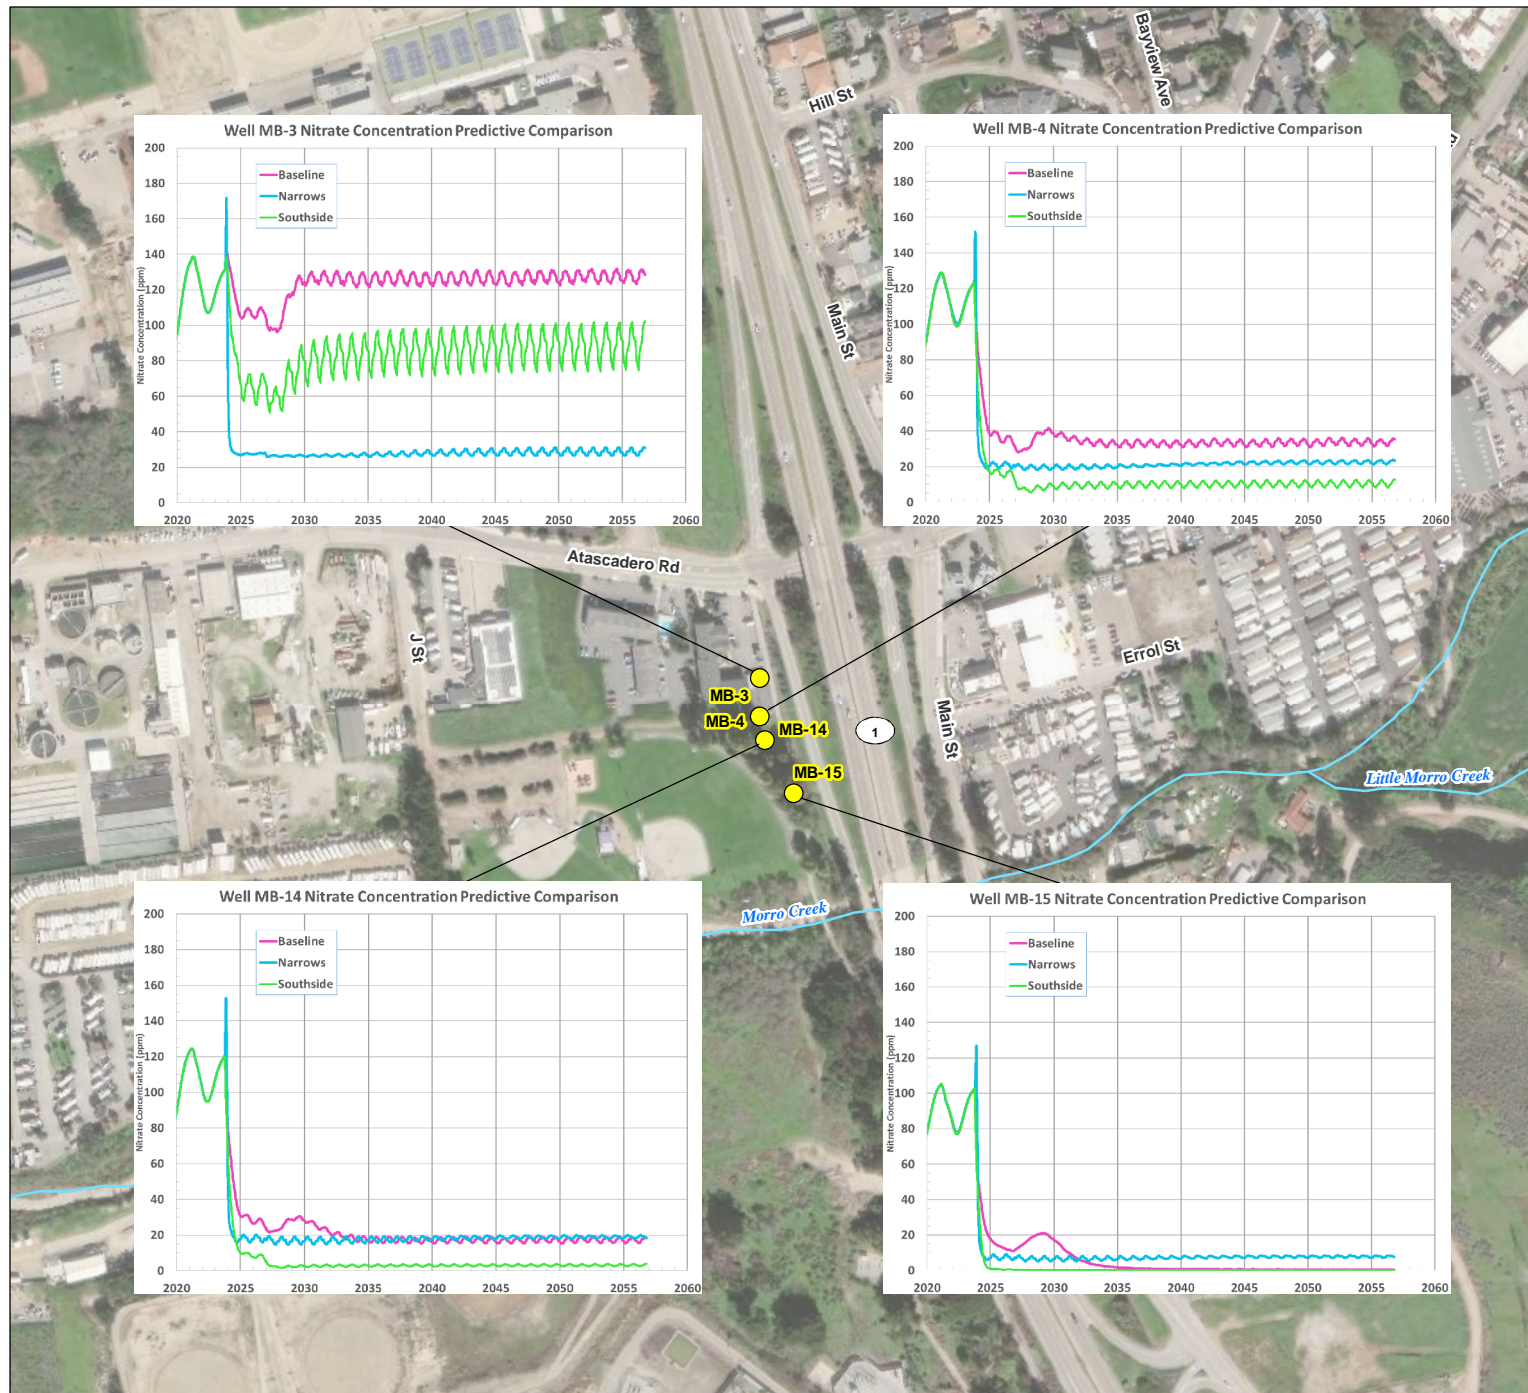 Hill St
Bayview Ave
Well MB-3 Nitrate Concentration Predictive Comparison
Nitrate Concentration (ppm)
200
180
160
140
120
100
80
60
40
20
0
Baseline
Narrows
Southside
2020 2025 2030 2035 2040 2045 2050 2055 2060
Well MB-4 Nitrate Concentration Predictive Comparison
Nitrate Concentration (ppm)
200
180
160
140
120
100
80
60
40
20
0
Baseline
Narrows
Southside
2020 2025 2030 2035 2040 2045 2050 2055 2060
Main St
Atascadero Rd
J St
Errol St
MB-3
MB-4
MB-14
MB-15
1
Main St
Little Morro Creek
Morro Creek
Well MB-14 Nitrate Concentration Predictive Comparison
Nitrate Concentration (ppm)
200
180
160
140
120
100
80
60
40
20
0
Baseline
Narrows
Southside
2020 2025 2030 2035 2040 2045 2050 2055 2060
Well MB-15 Nitrate Concentration Predictive Comparison
Nitrate Concentration (ppm)
200
180
160
140
120
100
80
60
40
20
0
Baseline
Narrows
Southside
2020 2025 2030 2035 2040 2045 2050 2055 2060